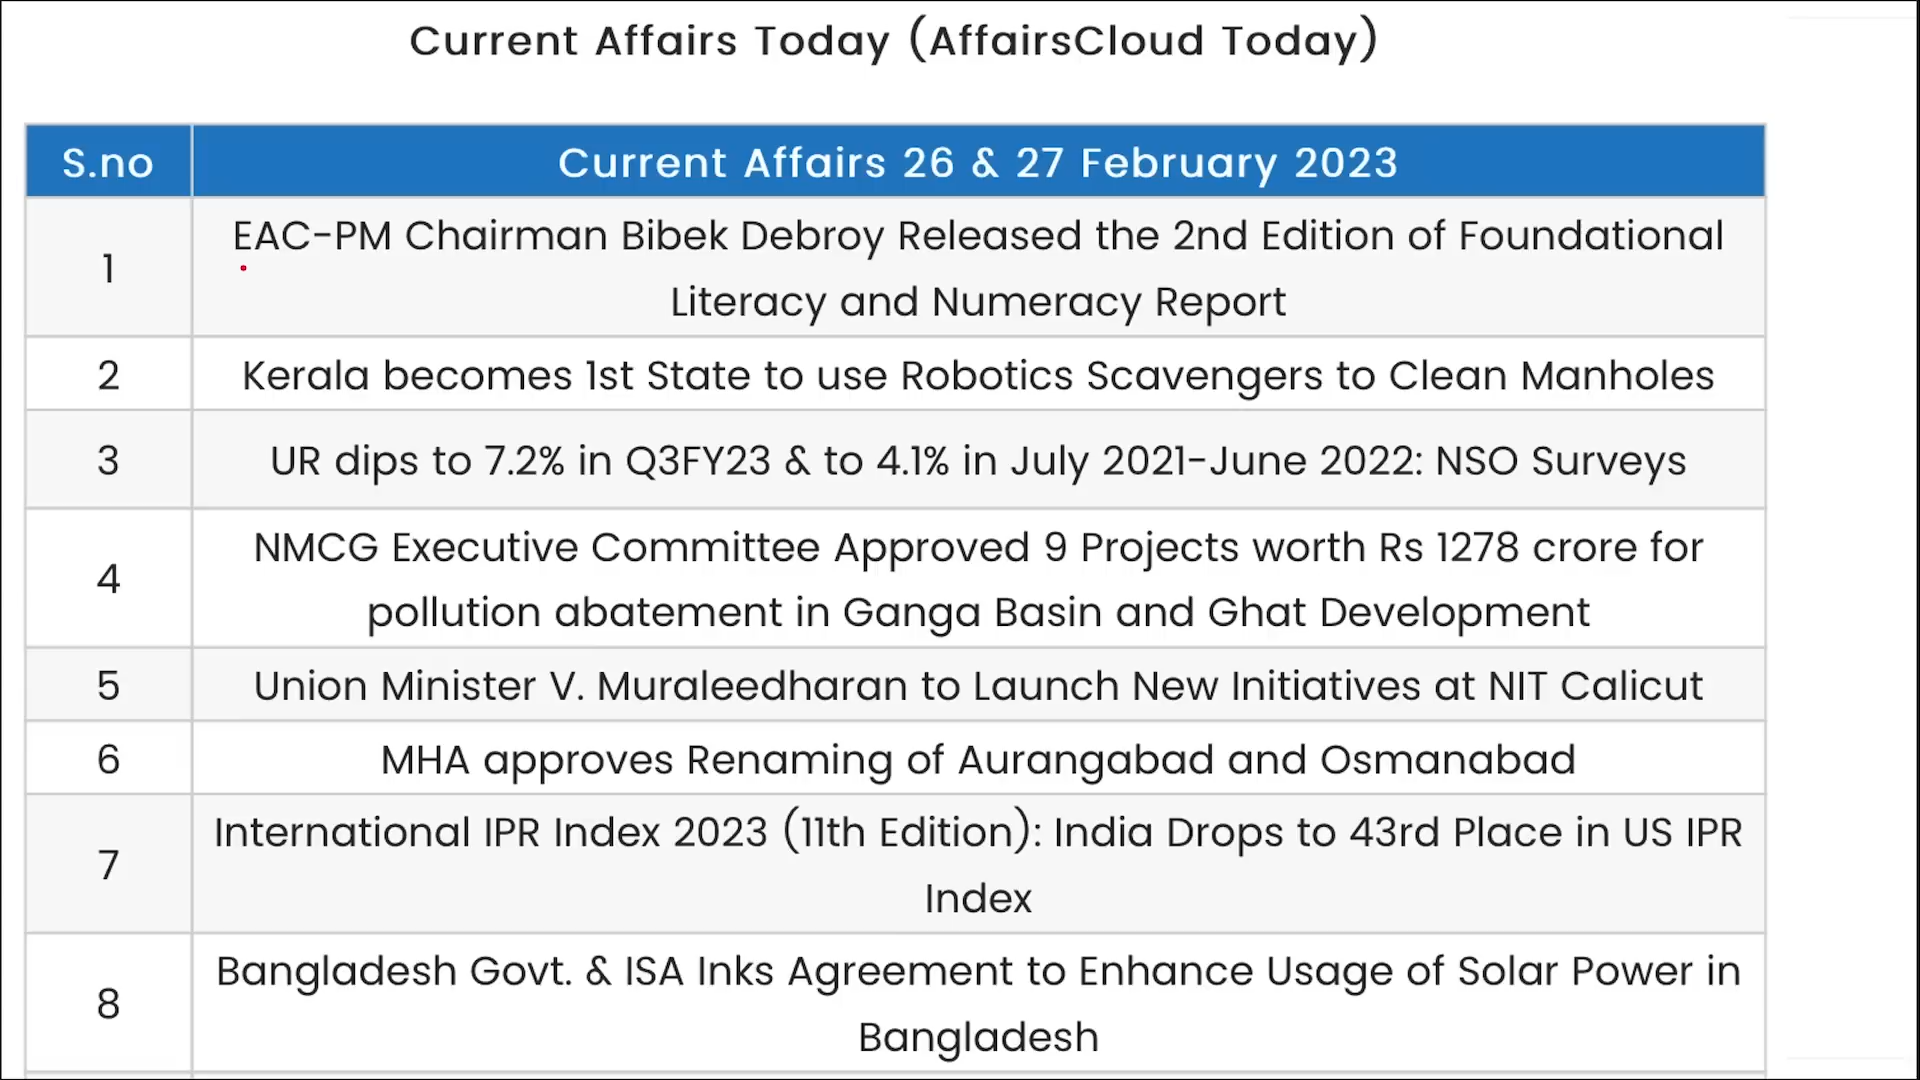 Current Affairs Today (AffairsCloud Today)
S.no
Current Affairs 26 & 27 February 2023
1
EAC-PM Chairman Bibek Debroy Released the 2nd Edition of Foundational
Literacy and Numeracy Report
2
Kerala becomes 1st State to use Robotics Scavengers to Clean Manholes
3
UR dips to 7.2% in Q3FY23 & to 4.1% in July 2021-June 2022: NSO Surveys
4
NMCG Executive Committee Approved 9 Projects worth Rs 1278 crore for
pollution abatement in Ganga Basin and Ghat Development
5
Union Minister V. Muraleedharan to Launch New Initiatives at NIT Calicut
6
MHA approves Renaming of Aurangabad and Osmanabad
7
International IPR Index 2023 (11th Edition): India Drops to 43rd Place in US IPR
Index
8
Bangladesh Govt. & ISA Inks Agreement to Enhance Usage of Solar Power in
Bangladesh